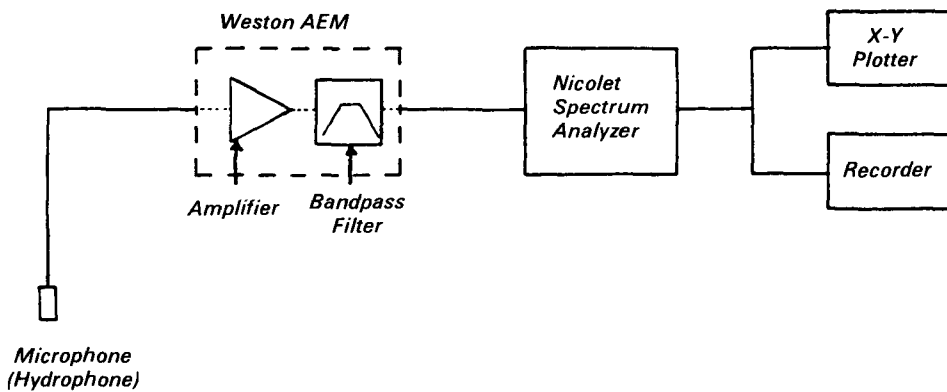 Weston AEM
X-Y
Plotter
Nicolet
Spectrum
Analyzer
Recorder
Amplifier
Bandpass
Filter
Microphone
(Hydrophone)